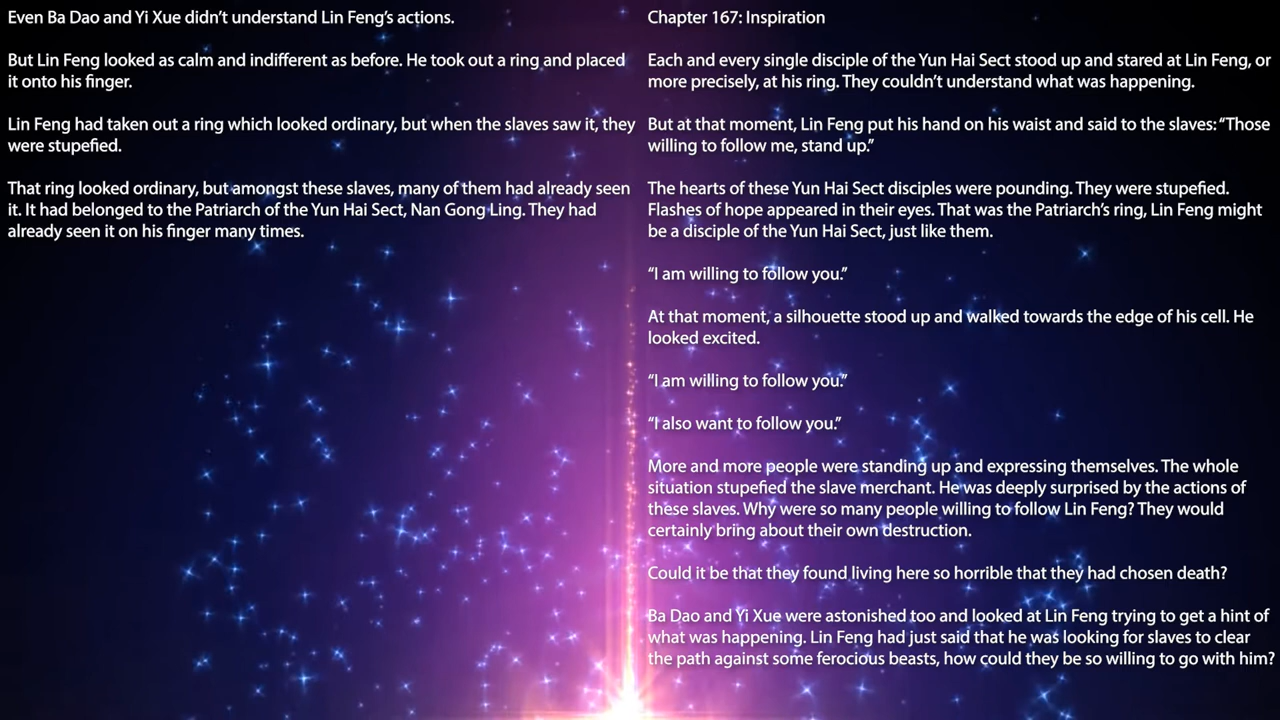 Even Ba Dao and Yi Xue didn’t understand Lin Feng’s actions.
But Lin Feng looked as calm and indifferent as before. He took out a ring and placed
it onto his finger.
Lin Feng had taken out a ring which looked ordinary, but when the slaves saw it, they
were stupefied.
That ring looked ordinary, but amongst these slaves, many of them had already seen
it. It had belonged to the Patriarch of the Yun Hai Sect, Nan Gong Ling. They had
already seen it on his finger many times.
Chapter 167: Inspiration
Each and every single disciple of the Yun Hai Sect stood up and stared at Lin Feng, or
more precisely, at his ring. They couldn’t understand what was happening.
But at that moment, Lin Feng put his hand on his waist and said to the slaves: “Those
willing to follow me, stand up.”
The hearts of these Yun Hai Sect disciples were pounding. They were stupefied.
Flashes of hope appeared in their eyes. That was the Patriarch’s ring, Lin Feng might
be a disciple of the Yun Hai Sect, just like them.
“I am willing to follow you.”
At that moment, a silhouette stood up and walked towards the edge of his cell. He
looked excited.
“I am willing to follow you.”
“I also want to follow you.”
More and more people were standing up and expressing themselves. The whole
situation stupefied the slave merchant. He was deeply surprised by the actions of
these slaves. Why were so many people willing to follow Lin Feng? They would
certainly bring about their own destruction.
Could it be that they found living here so horrible that they had chosen death?
Ba Dao and Yi Xue were astonished too and looked at Lin Feng trying to get a hint of
what was happening. Lin Feng had just said that he was looking for slaves to clear
the path against some ferocious beasts, how could they be so willing to go with him?